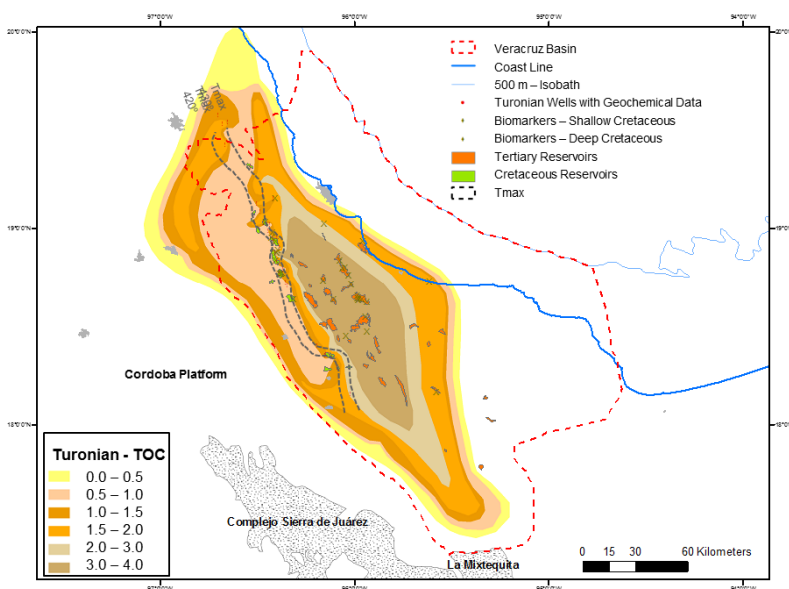 97°0'0"W 96°0'0"W 95°0'0"W 94°0'0"W
20°0'0"N
Veracruz Basin
Coast Line
500 m – Isobath
Turonian Wells with Geochemical Data
Biomarkers – Shallow Cretaceous
Biomarkers – Deep Cretaceous
Tertiary Reservoirs
Cretaceous Reservoirs
Tmax
Tmax
Tmax
420°
19°0'0"N
Cordoba Platform
18°0'0"N
Turonian - TOC
0.0 – 0.5
0.5 – 1.0
1.0 – 1.5
1.5 – 2.0
2.0 – 3.0
3.0 – 4.0
Complejo Sierra de Juárez
La Mixtequita
0 15 30 60 Kilometers